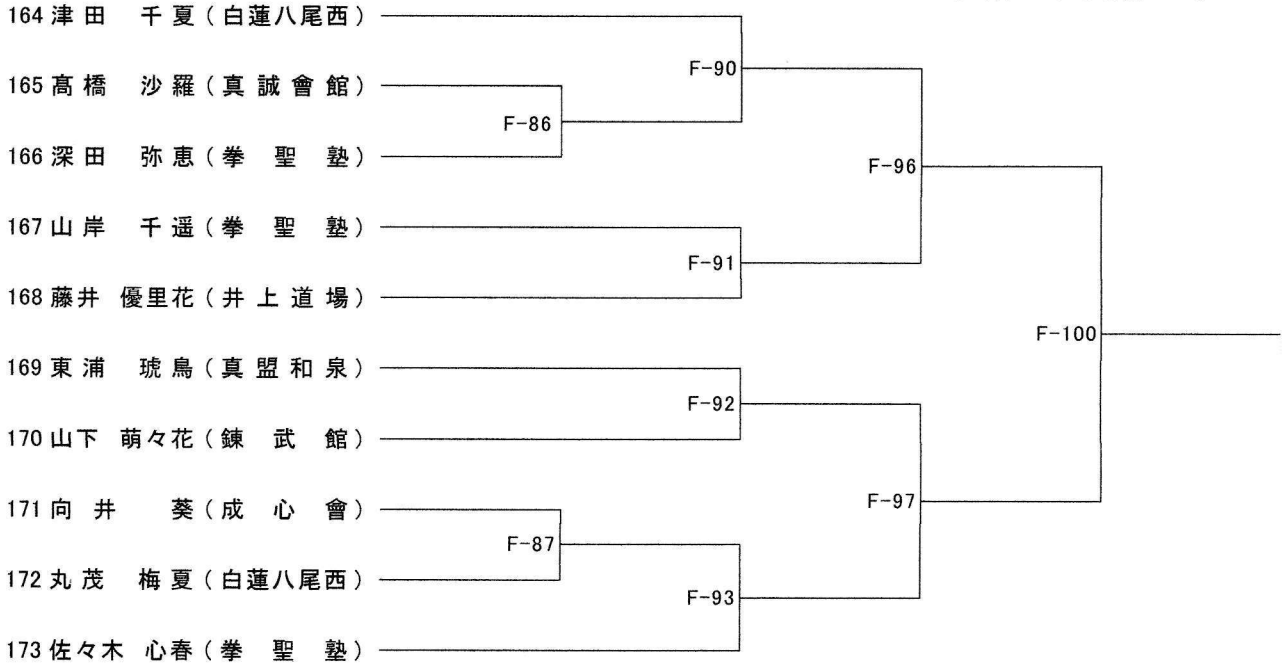 164 津田 千夏(白蓮八尾西)
F-90
165 髙橋 沙羅(真誠會館)
F-86
166 深田 弥恵(拳聖塾)
F-96
167 山岸 千遥(拳聖塾)
F-91
168 藤井 優里花(井上道場)
F-100
169 東浦 琥鳥(真盟和泉)
F-92
170 山下 萌々花(錬武館)
F-97
171 向井 葵(成心會)
F-87
172 丸茂 梅夏(白蓮八尾西)
F-93
173 佐々木 心春(拳聖塾)